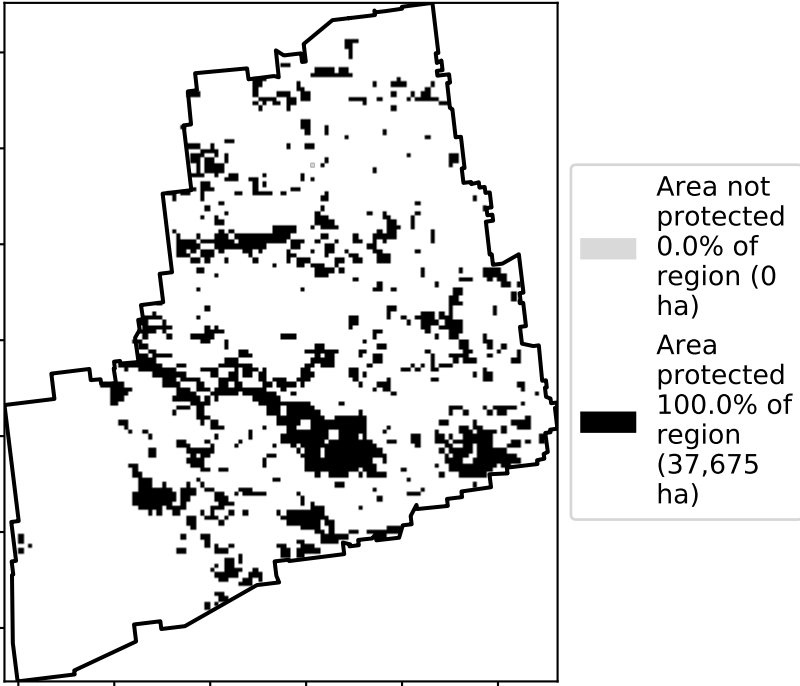 Area not
protected
0.0% of
region (0
ha)
Area
protected
100.0% of
region
(37,675
ha)